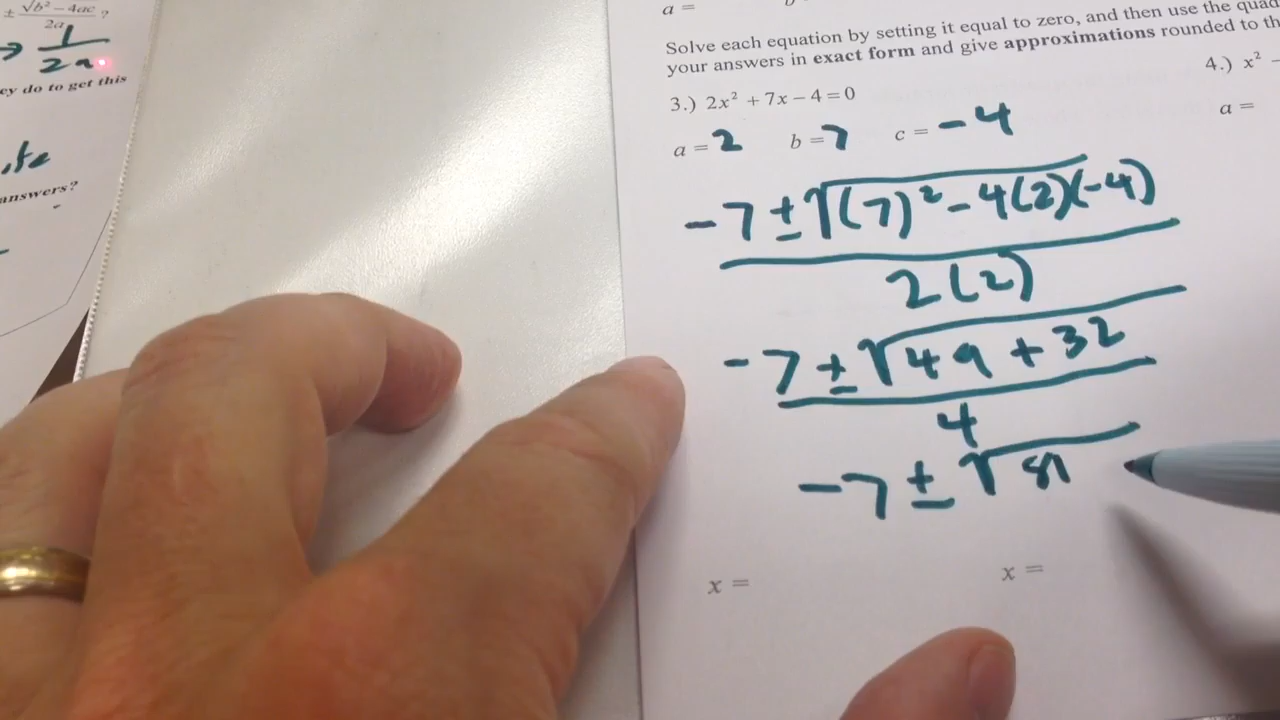 ± √b² − 4ac ?
2a
→ 1
2a
ey do to get this
answers?
a =
Solve each equation by setting it equal to zero, and then use the quad
your answers in exact form and give approximations rounded to th
3.) 2x² + 7x − 4 = 0
4.) x² −
a = 2 b = 7 c = -4
a =
-7 ± √(7)² - 4(2)(-4)
2(2)
-7 ± √49 + 32
4
-7 ± √81
x = x =